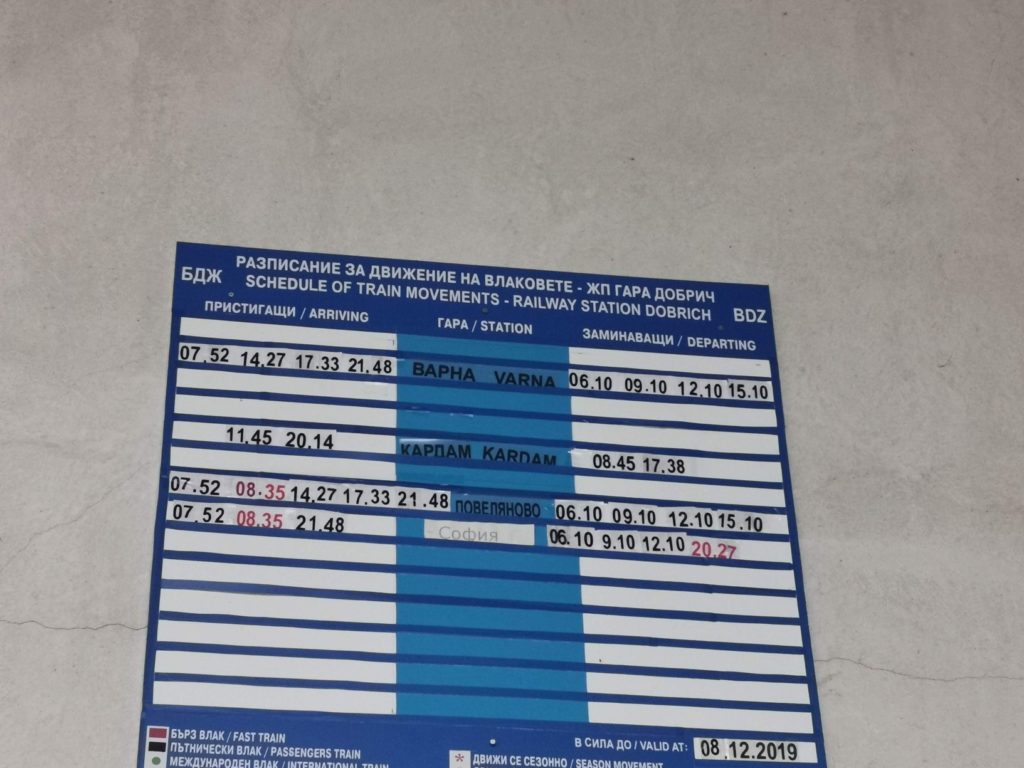 РАЗПИСАНИЕ ЗА ДВИЖЕНИЕ НА ВЛАКОВЕТЕ - ЖП ГАРА ДОБРИЧ
БДЖ SCHEDULE OF TRAIN MOVEMENTS - RAILWAY STATION DOBRICH BDZ
ПРИСТИГАЩИ / ARRIVING ГАРА / STATION ЗАМИНАВАЩИ / DEPARTING
07.52 14,27 17.33 21.48 ВАРНА VARNA 06.10 09.10 12.10 15.10
11.45 20.14 КАРДАМ KARDAM 08.45 17.38
07.52 08.35 14,27 17.33 21.48 ПОВЕЛЯНОВО 06.10 09.10 12.10 15.10
07.52 08.35 21.48 София 06.10 9.10 12.10 20.27
БЪРЗ ВЛАК / FAST TRAIN В СИЛА ДО / VALID AT: 08.12.2019
ПЪТНИЧЕСКИ ВЛАК / PASSENGERS TRAIN * ДВИЖИ СЕ СЕЗОННО / SEASON MOVEMENT
МЕЖДУНАРОДЕН ВЛАК / INTERNATIONAL TRAIN